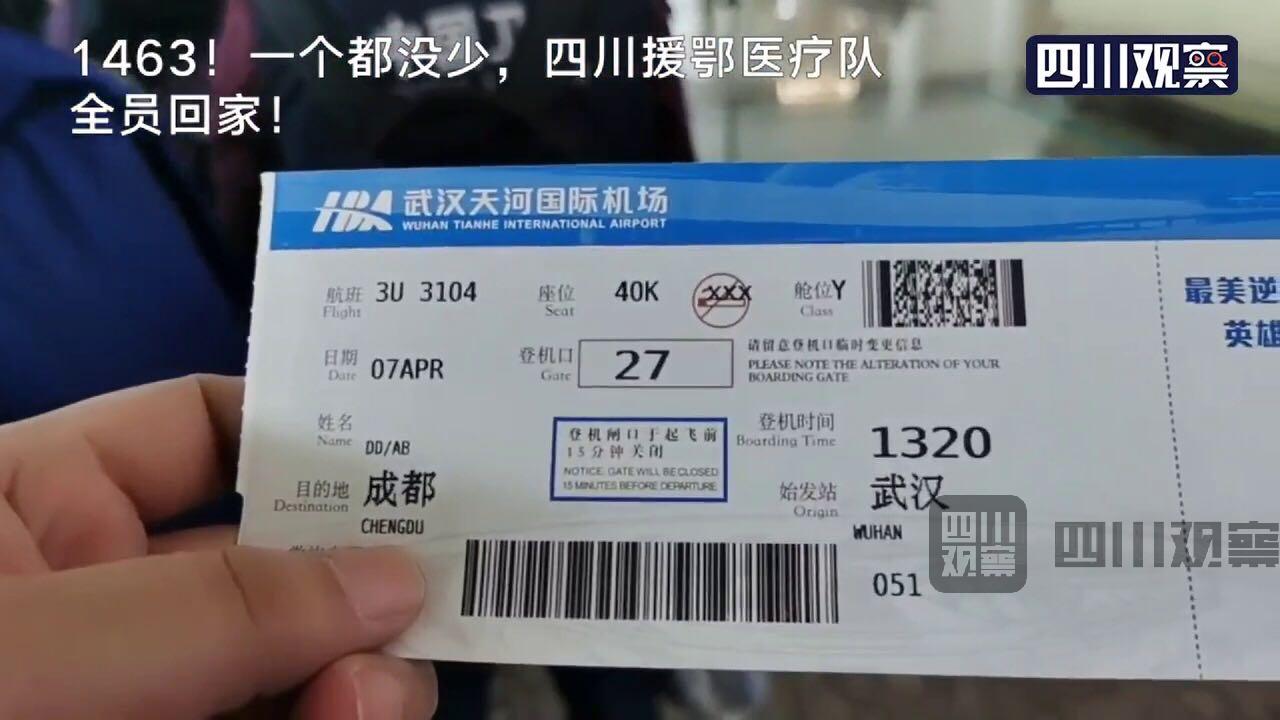 1463！一个都没少，四川援鄂医疗队
全员回家！
四川观察
武汉天河国际机场
WUHAN TIANHE INTERNATIONAL AIRPORT
航班 3U 3104 座位 40K XXX 舱位Y
Flight Seat Class
日期 07APR 登机口 27 请留意登机口临时变更信息
Date Gate PLEASE NOTE THE ALTERATION OF YOUR
BOARDING GATE
最美逆
英雄
姓名
Name DD/AB
登机闸口于起飞前
15分钟关闭
NOTICE: GATE WILL BE CLOSED
15 MINUTES BEFORE DEPARTURE.
登机时间 1320
Boarding Time
目的地 成都
Destination CHENGDU
始发站 武汉
Origin WUHAN
051
四川
观察
四川观察